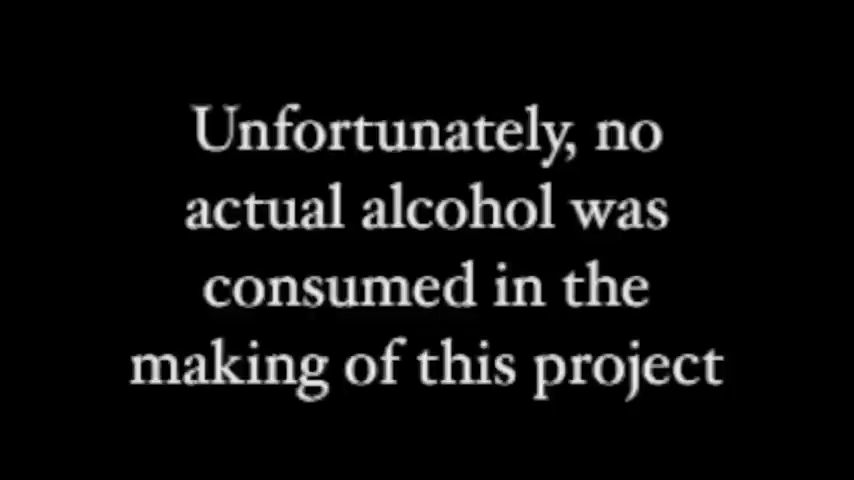 Unfortunately, no
actual alcohol was
consumed in the
making of this project